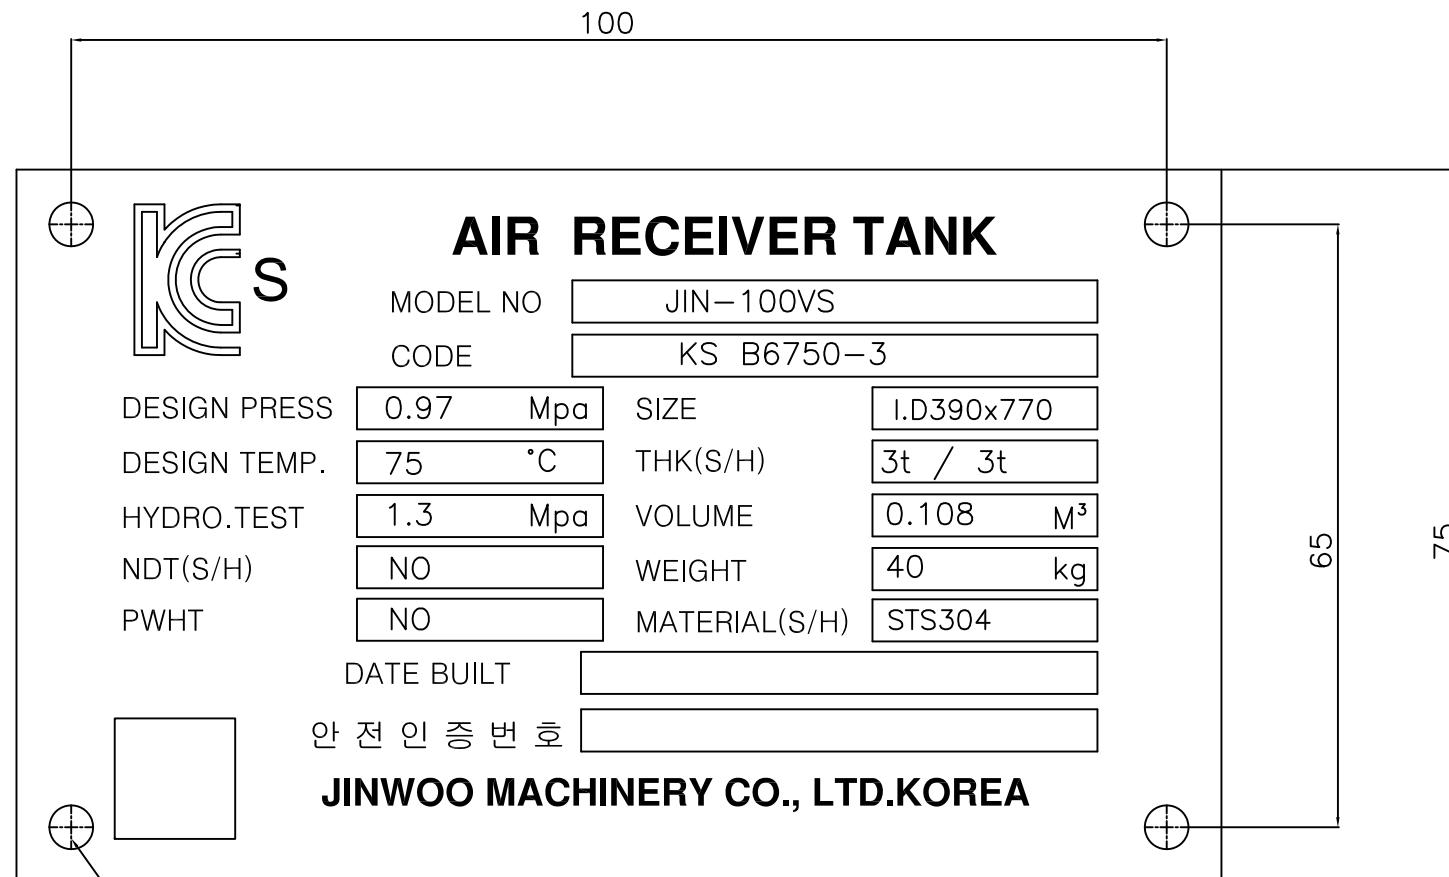 100
KC S
AIR RECEIVER TANK
MODEL NO JIN-100VS
CODE KS B6750-3
DESIGN PRESS 0.97 Mpa SIZE I.D390x770
DESIGN TEMP. 75 °C THK(S/H) 3t / 3t
HYDRO.TEST 1.3 Mpa VOLUME 0.108 M³
NDT(S/H) NO WEIGHT 40 kg
PWHT NO MATERIAL(S/H) STS304
DATE BUILT
안전인증번호
JINWOO MACHINERY CO., LTD.KOREA
65
75